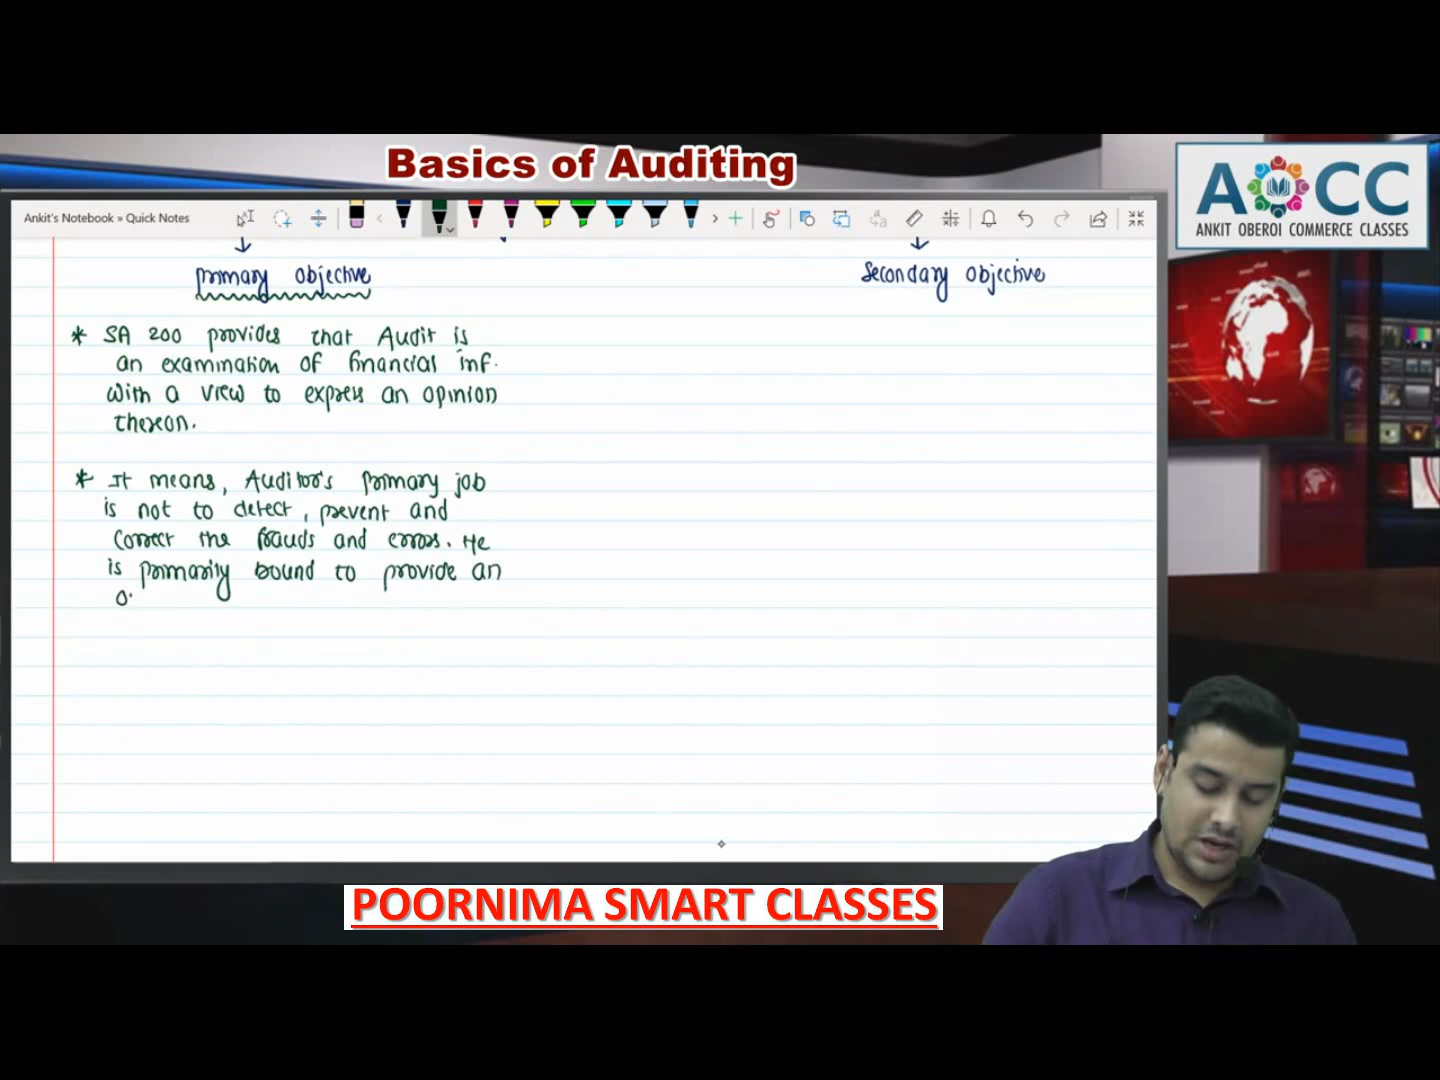 Basics of Auditing
AOCC
ANKIT OBEROI COMMERCE CLASSES
Ankit's Notebook » Quick Notes
Primary Objective
Secondary Objective
* SA 200 provides that Audit is
an examination of financial inf.
with a view to express an opinion
thereon.
* It means, Auditor's primary job
is not to detect, prevent and
correct the frauds and errors. He
is primarily bound to provide an
o
POORNIMA SMART CLASSES